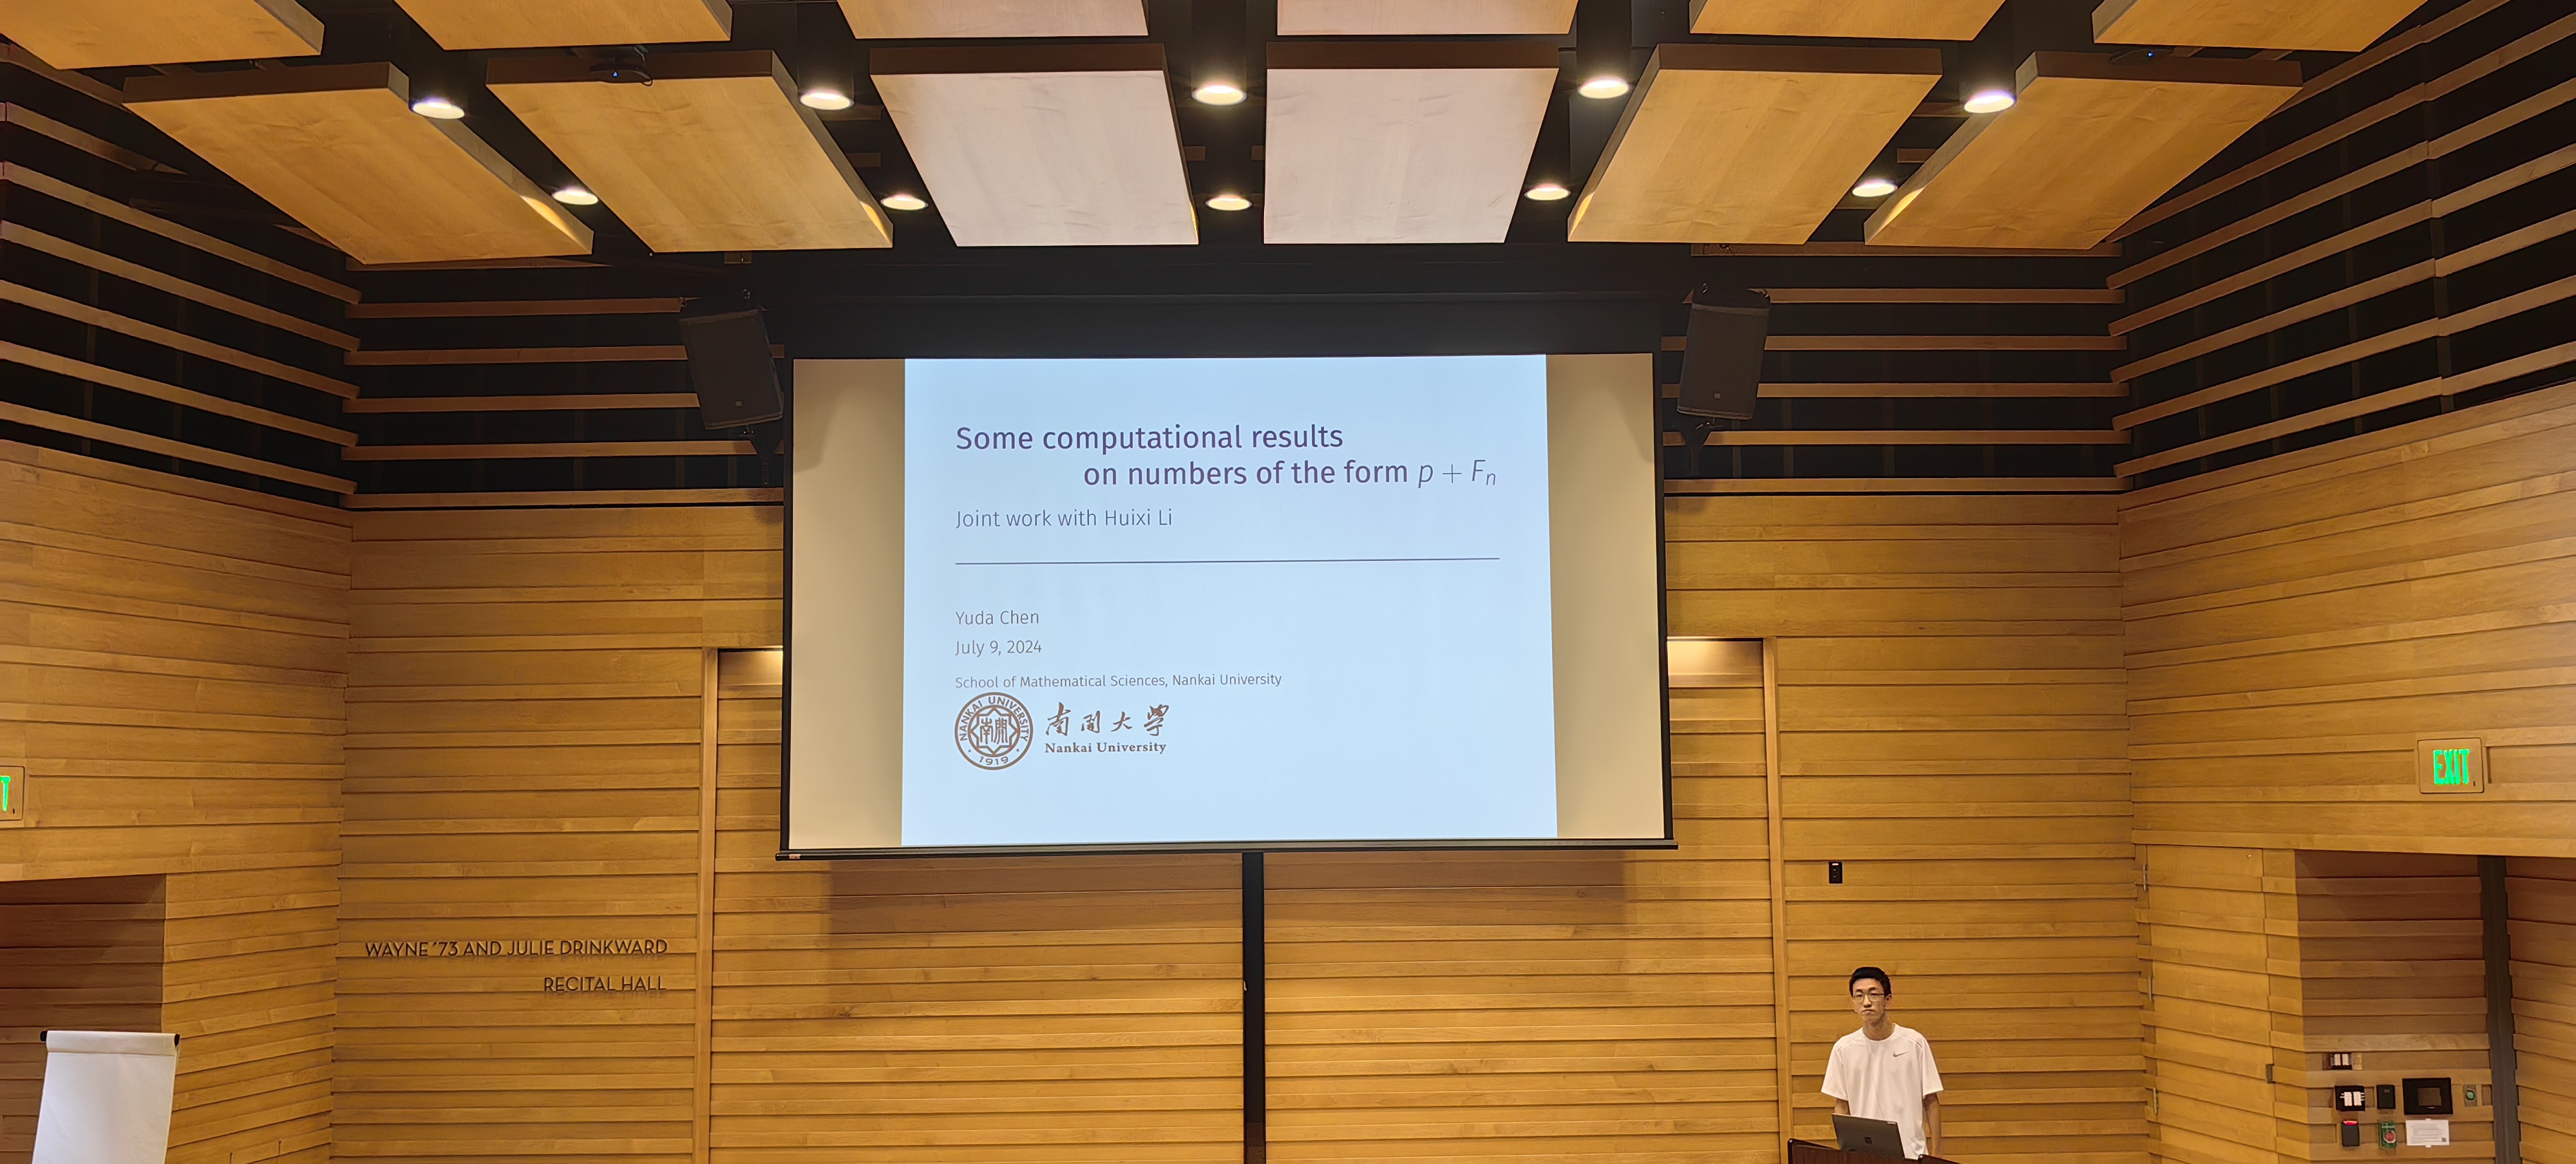 Some computational results
on numbers of the form p + Fₙ
Joint work with Huixi Li
Yuda Chen
July 9, 2024
School of Mathematical Sciences, Nankai University
NANKAI UNIVERSITY
南開
1919
南開大學
Nankai University
WAYNE '73 AND JULIE DRINKWARD
RECITAL HALL
T
EXIT